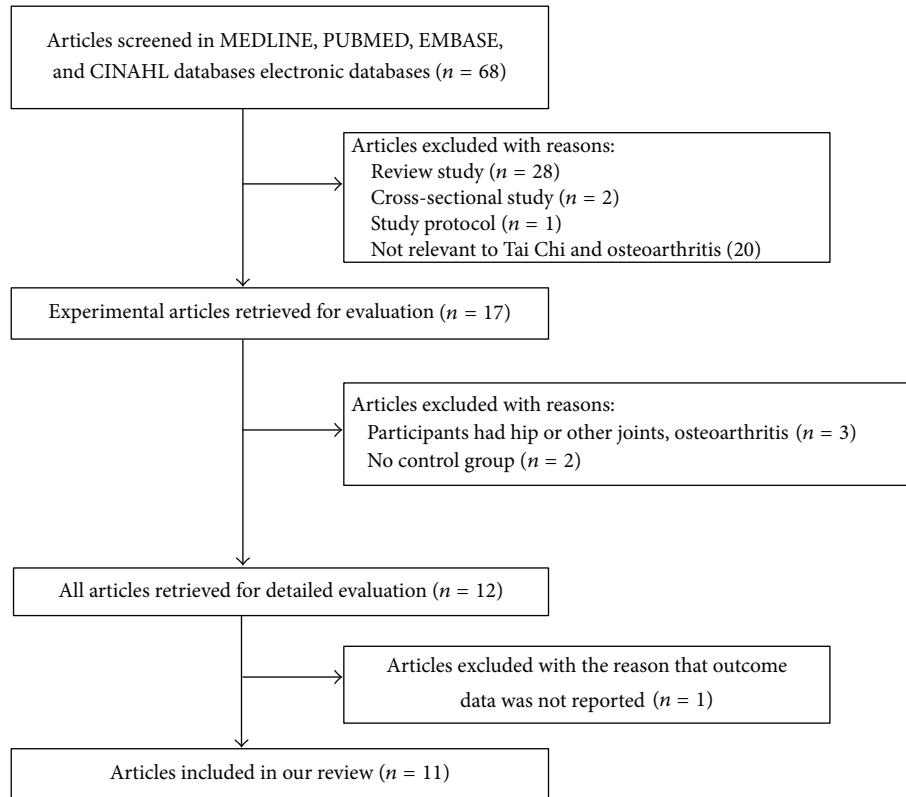 Articles screened in MEDLINE, PUBMED, EMBASE,
and CINAHL databases electronic databases (n = 68)
Articles excluded with reasons:
Review study (n = 28)
Cross-sectional study (n = 2)
Study protocol (n = 1)
Not relevant to Tai Chi and osteoarthritis (20)
Experimental articles retrieved for evaluation (n = 17)
Articles excluded with reasons:
Participants had hip or other joints, osteoarthritis (n = 3)
No control group (n = 2)
All articles retrieved for detailed evaluation (n = 12)
Articles excluded with the reason that outcome
data was not reported (n = 1)
Articles included in our review (n = 11)